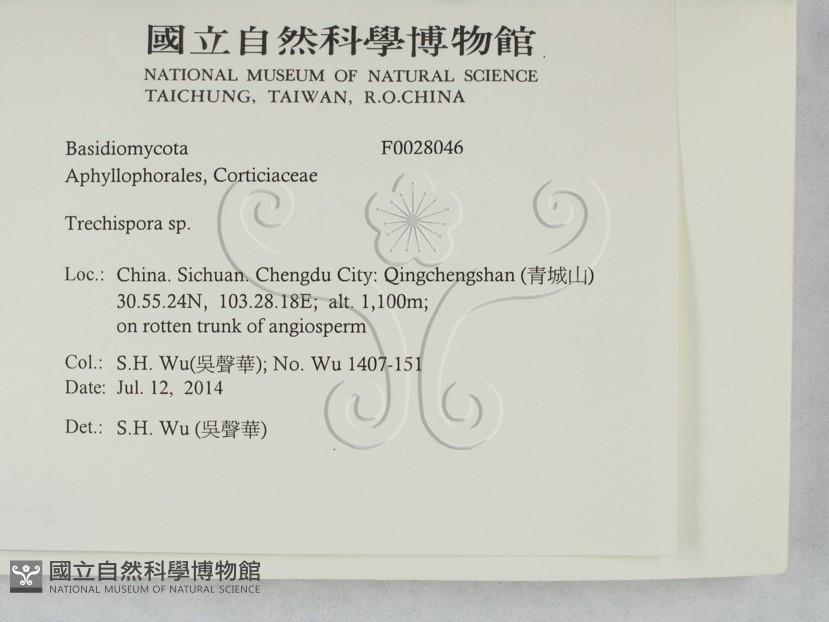 國立自然科學博物館
NATIONAL MUSEUM OF NATURAL SCIENCE
TAICHUNG, TAIWAN, R.O.CHINA
Basidiomycota F0028046
Aphyllophorales, Corticiaceae
Trechispora sp.
Loc.: China. Sichuan. Chengdu City: Qingchengshan (青城山)
30.55.24N, 103.28.18E; alt. 1,100m;
on rotten trunk of angiosperm
Col.: S.H. Wu(吳聲華); No. Wu 1407-151
Date: Jul. 12, 2014
Det.: S.H. Wu (吳聲華)
國立自然科學博物館
NATIONAL MUSEUM OF NATURAL SCIENCE